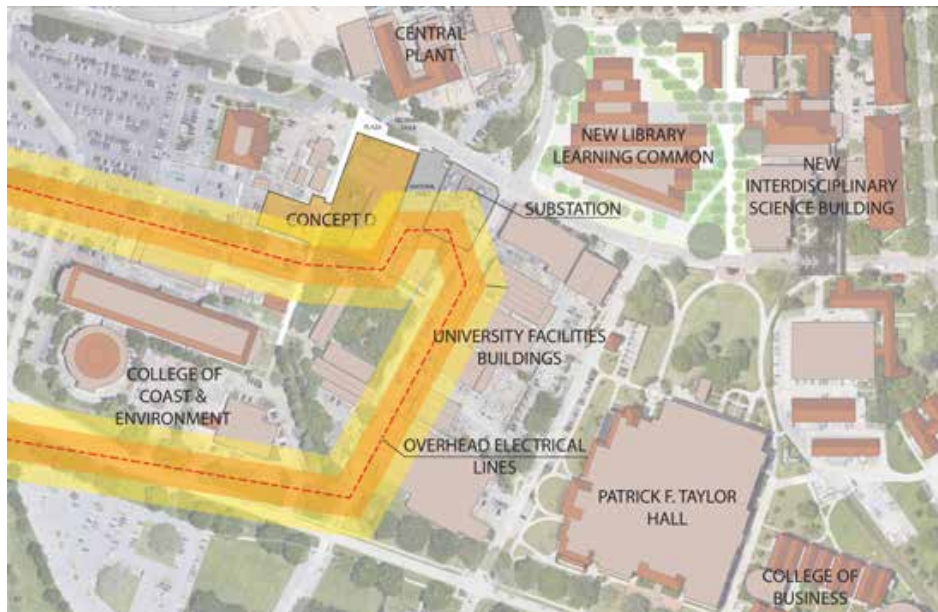 CENTRAL
PLANT
PLAZA
NEW LIBRARY
LEARNING COMMON
NEW
INTERDISCIPLINARY
SCIENCE BUILDING
CONCEPT D
SUBSTATION
UNIVERSITY FACILITIES
BUILDINGS
COLLEGE OF
COAST &
ENVIRONMENT
OVERHEAD ELECTRICAL
LINES
PATRICK F. TAYLOR
HALL
COLLEGE OF
BUSINESS